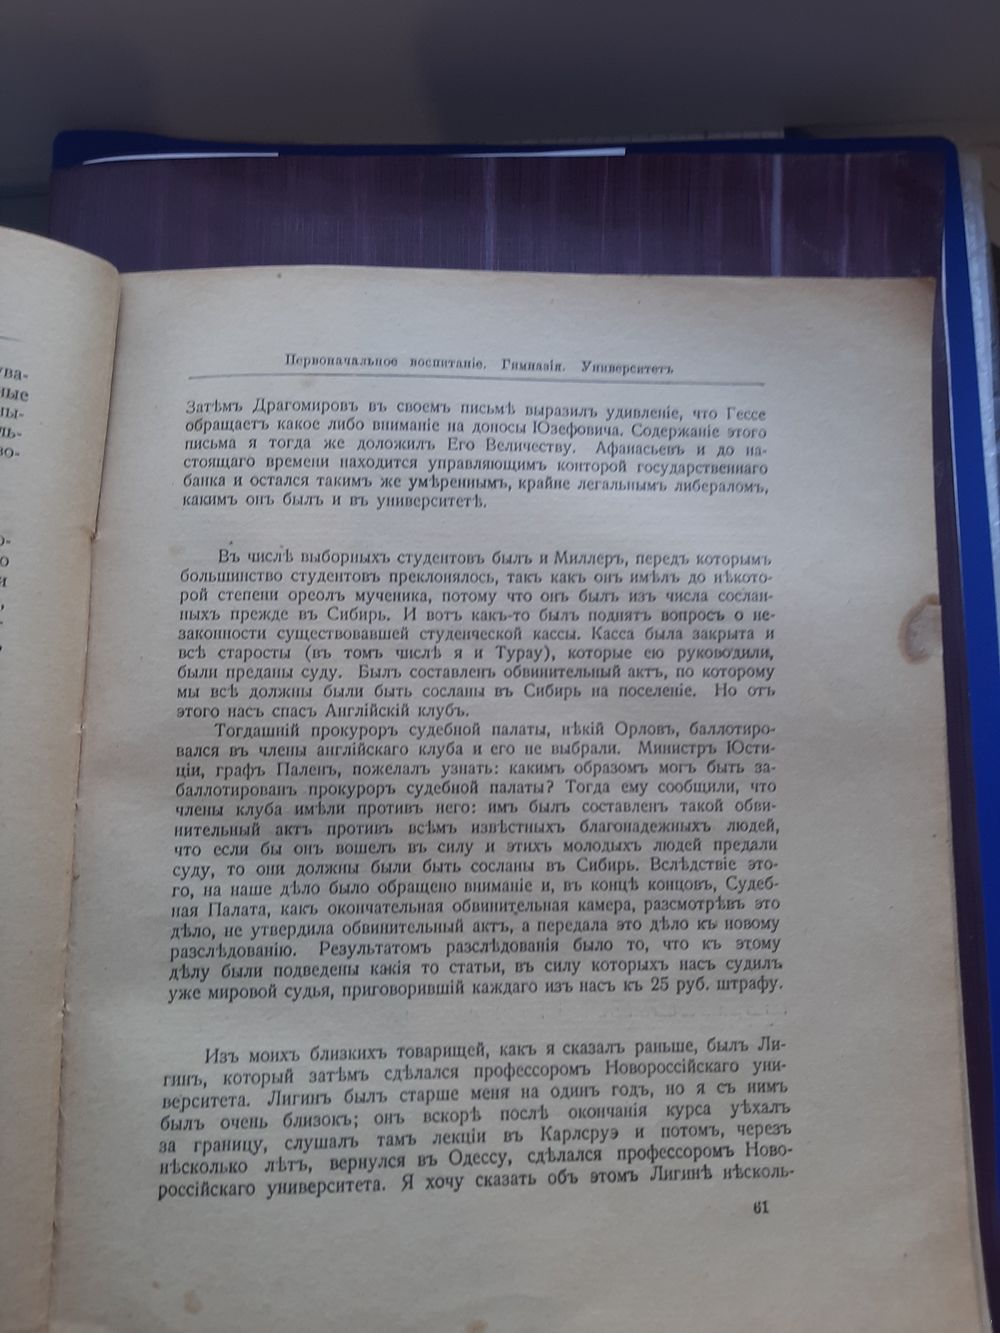 Первоначальное воспитаніе. Гимназія. Университетъ
Затѣмъ Драгомировъ въ своемъ письмѣ выразилъ удивленіе, что Гессе
обращаетъ какое либо вниманіе на доносы Юзефовича. Содержаніе этого
письма я тогда же доложилъ Его Величеству. Афанасьевъ и до на-
стоящаго времени находится управляющимъ конторой государственнаго
банка и остался такимъ же умѣреннымъ, крайне легальнымъ либераломъ,
какимъ онъ былъ и въ университетѣ.
Въ числѣ выборныхъ студентовъ былъ и Миллеръ, передъ которымъ
большинство студентовъ преклонялось, такъ какъ онъ имѣлъ до нѣкото-
рой степени ореолъ мученика, потому что онъ былъ изъ числа сослан-
ныхъ прежде въ Сибирь. И вотъ какъ-то былъ поднятъ вопросъ о не-
законности существовавшей студенческой кассы. Касса была закрыта и
всѣ старосты (въ томъ числѣ я и Турау), которые ею руководили,
были преданы суду. Былъ составленъ обвинительный актъ, по которому
мы всѣ должны были быть сосланы въ Сибирь на поселеніе. Но отъ
этого насъ спасъ Англійскій клубъ.
Тогдашній прокуроръ судебной палаты, нѣкій Орловъ, баллотиро-
вался въ члены англійскаго клуба и его не выбрали. Министръ Юсти-
ціи, графъ Паленъ, пожелалъ узнать: какимъ образомъ могъ быть за-
баллотированъ прокуроръ судебной палаты? Тогда ему сообщили, что
члены клуба имѣли противъ него: имъ былъ составленъ такой обви-
нительный актъ противъ всѣмъ извѣстныхъ благонадежныхъ людей,
что если бы онъ вошелъ въ силу и этихъ молодыхъ людей предали
суду, то они должны были быть сосланы въ Сибирь. Вслѣдствіе это-
го, на наше дѣло было обращено вниманіе и, въ концѣ концовъ, Судеб-
ная Палата, какъ окончательная обвинительная камера, разсмотрѣвъ это
дѣло, не утвердила обвинительный актъ, а передала это дѣло къ новому
разслѣдованію. Результатомъ разслѣдованія было то, что къ этому
дѣлу были подведены какія то статьи, въ силу которыхъ насъ судилъ
уже мировой судья, приговорившій каждаго изъ насъ къ 25 руб. штрафу.
Изъ моихъ близкихъ товарищей, какъ я сказалъ раньше, былъ Ли-
гинъ, который затѣмъ сдѣлался профессоромъ Новороссійскаго уни-
верситета. Лигинъ былъ старше меня на одинъ годъ, но я съ нимъ
былъ очень близокъ; онъ вскорѣ послѣ окончанія курса уѣхалъ
за границу, слушалъ тамъ лекціи въ Карлсруэ и потомъ, черезъ
нѣсколько лѣтъ, вернулся въ Одессу, сдѣлался профессоромъ Ново-
россійскаго университета. Я хочу сказать объ этомъ Лигинѣ нѣсколь-
61